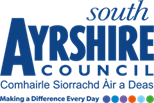 south
AYRSHIRE
COUNCIL
Comhairle Siorrachd Àir a Deas
Making a Difference Every Day